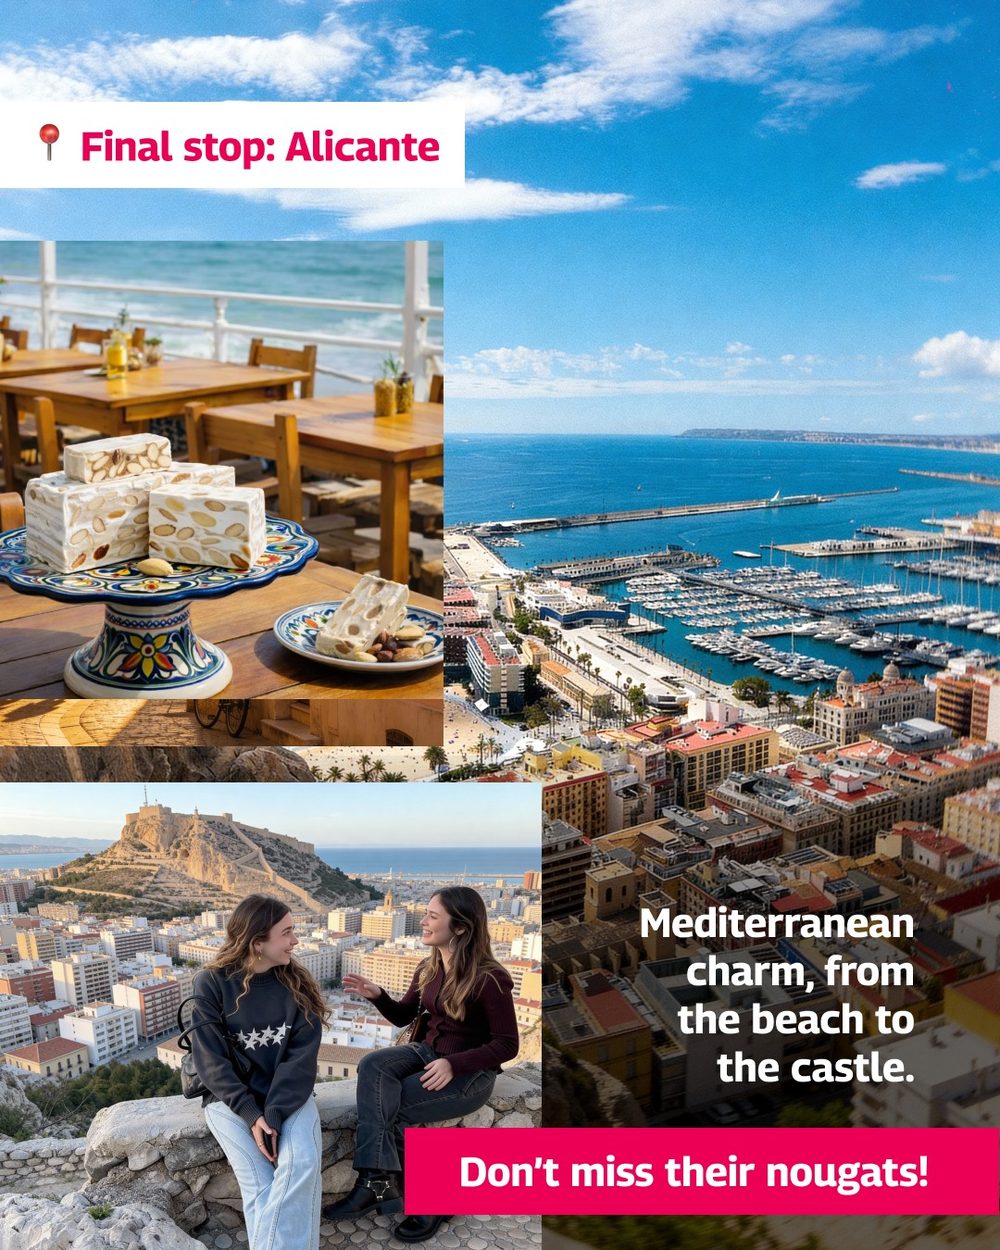 📍 Final stop: Alicante
Mediterranean
charm, from
the beach to
the castle.
Don't miss their nougats!